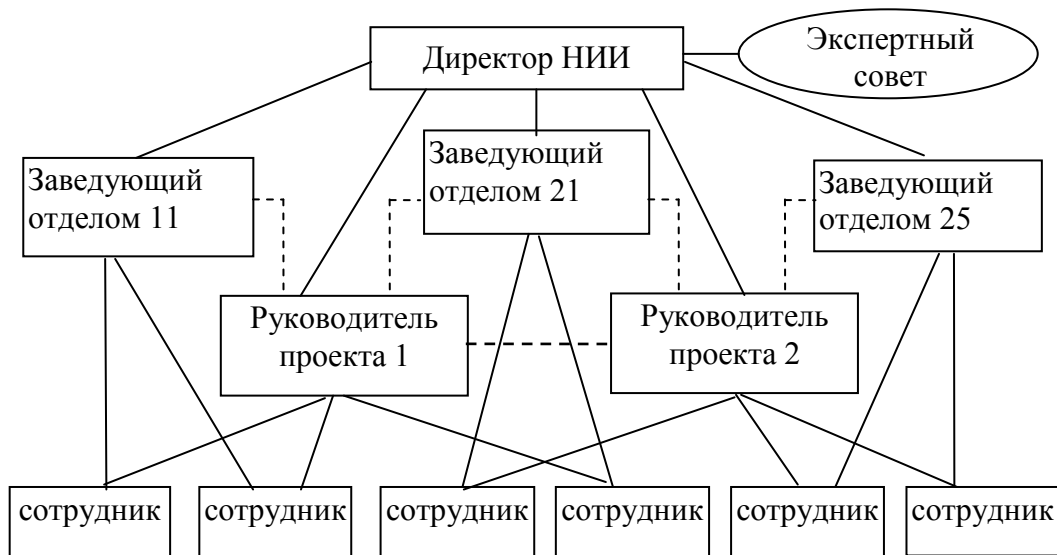 Директор НИИ
Экспертный
совет
Заведующий
отделом 11
Заведующий
отделом 21
Заведующий
отделом 25
Руководитель
проекта 1
Руководитель
проекта 2
сотрудник
сотрудник
сотрудник
сотрудник
сотрудник
сотрудник